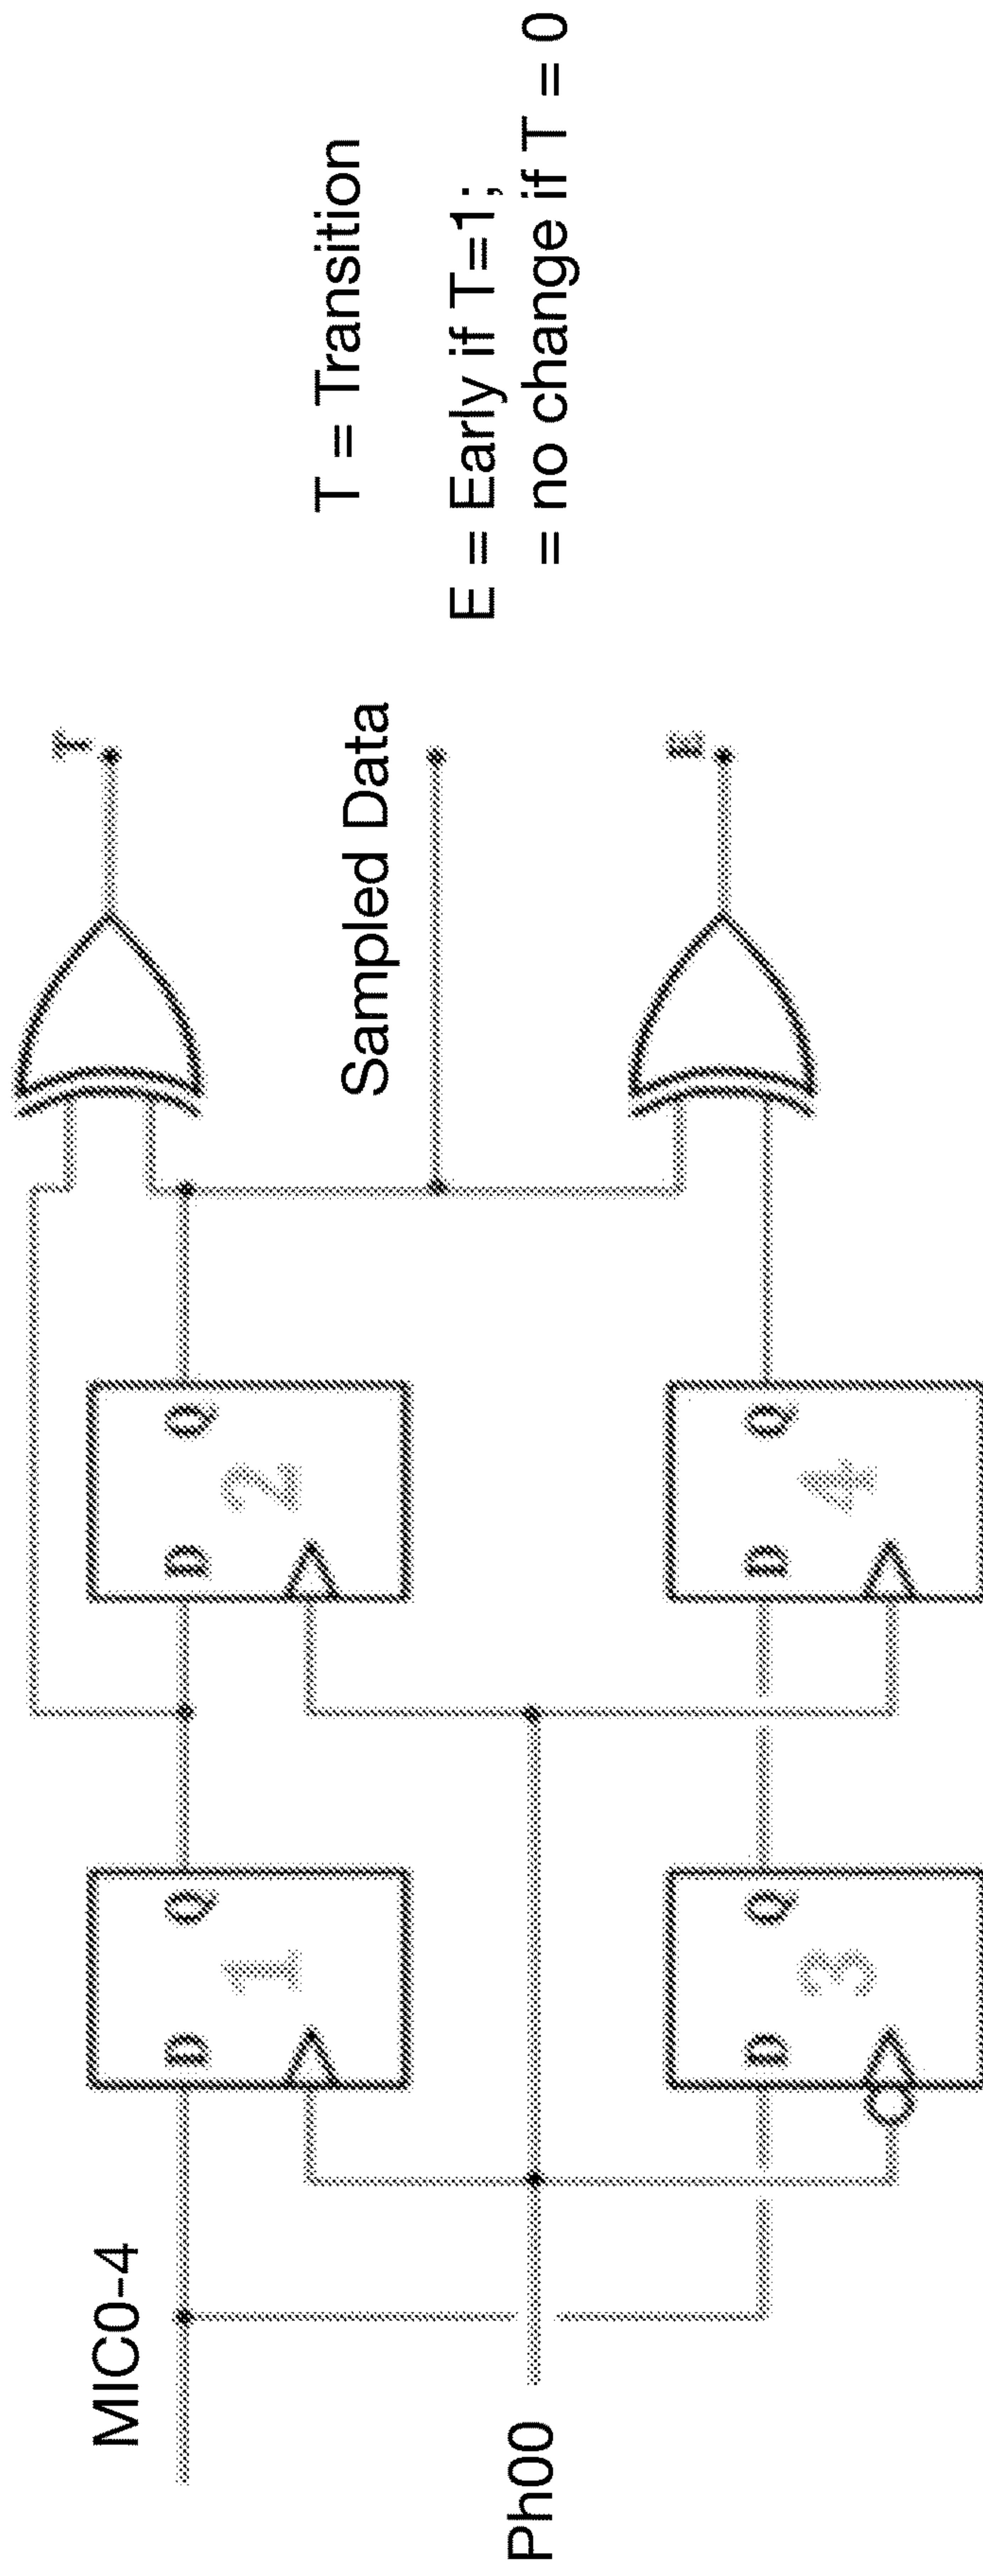 MIC0-4
Ph00
D Q
1
D Q
2
D Q
3
D Q
4
T
Sampled Data
E
T = Transition
E = Early if T=1;
= no change if T = 0